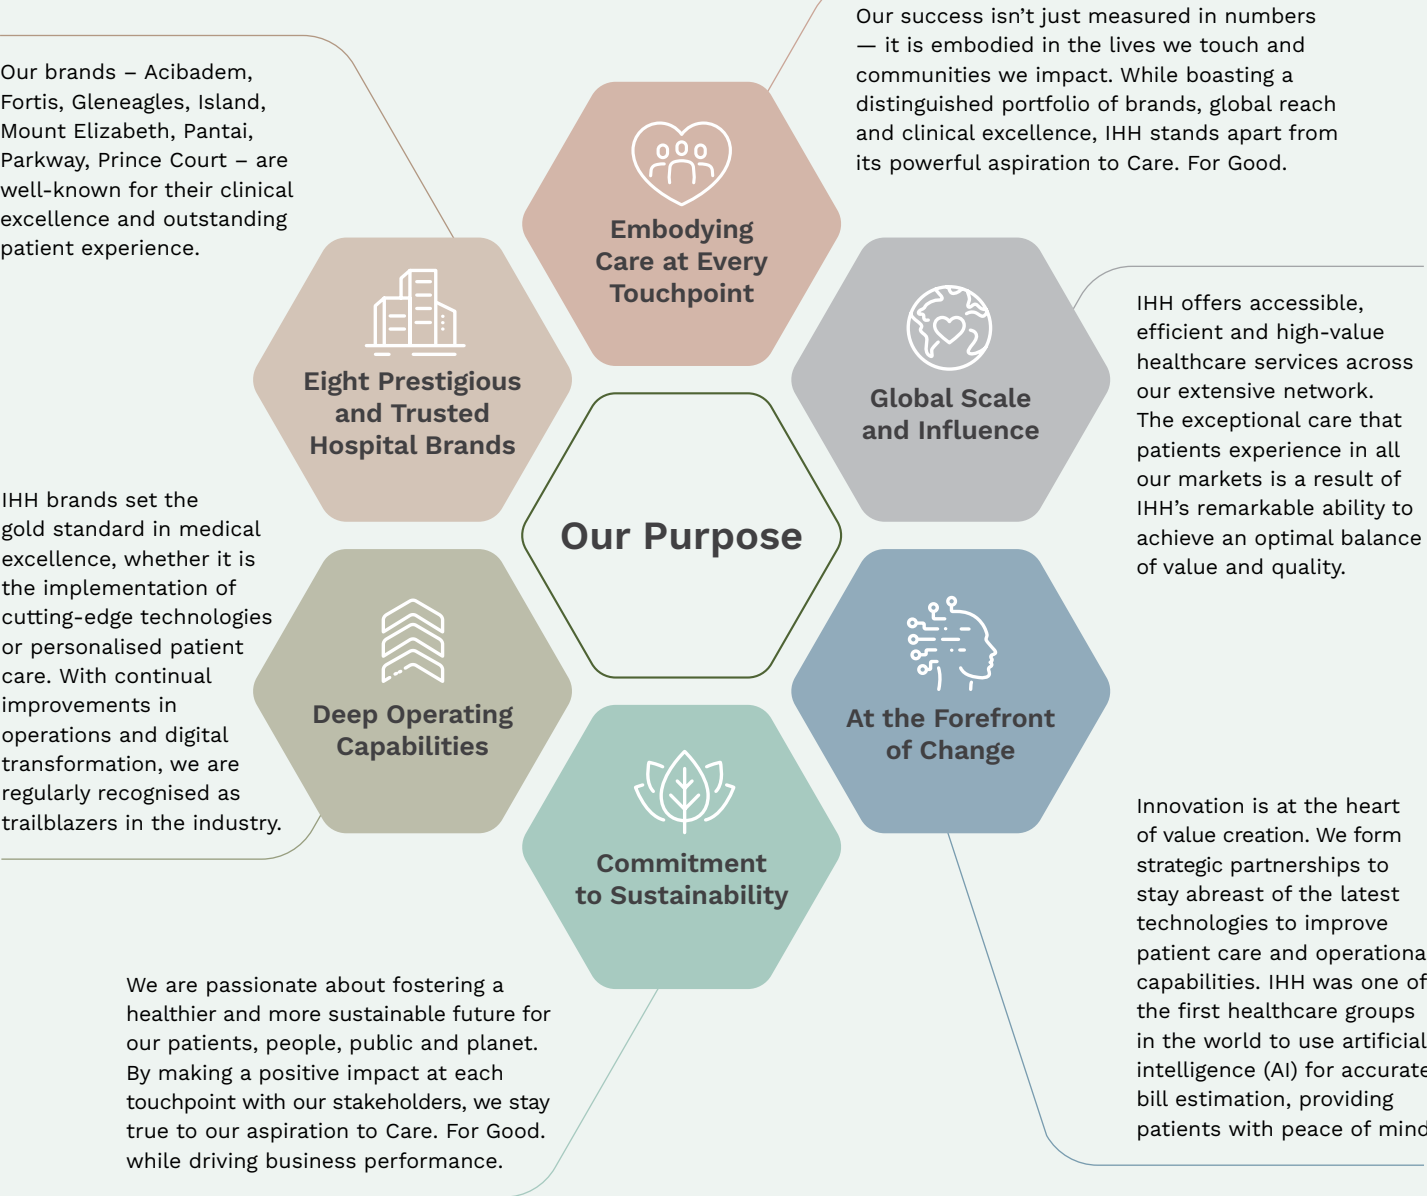 Our success isn’t just measured in numbers
— it is embodied in the lives we touch and
communities we impact. While boasting a
distinguished portfolio of brands, global reach
and clinical excellence, IHH stands apart from
its powerful aspiration to Care. For Good.
Our brands – Acibadem,
Fortis, Gleneagles, Island,
Mount Elizabeth, Pantai,
Parkway, Prince Court – are
well-known for their clinical
excellence and outstanding
patient experience.
Embodying
Care at Every
Touchpoint
Eight Prestigious
and Trusted
Hospital Brands
Global Scale
and Influence
IHH offers accessible,
efficient and high-value
healthcare services across
our extensive network.
The exceptional care that
patients experience in all
our markets is a result of
IHH’s remarkable ability to
achieve an optimal balance
of value and quality.
Our Purpose
IHH brands set the
gold standard in medical
excellence, whether it is
the implementation of
cutting-edge technologies
or personalised patient
care. With continual
improvements in
operations and digital
transformation, we are
regularly recognised as
trailblazers in the industry.
Deep Operating
Capabilities
At the Forefront
of Change
Commitment
to Sustainability
Innovation is at the heart
of value creation. We form
strategic partnerships to
stay abreast of the latest
technologies to improve
patient care and operationa
capabilities. IHH was one of
the first healthcare groups
in the world to use artificial
intelligence (AI) for accurate
bill estimation, providing
patients with peace of mind
We are passionate about fostering a
healthier and more sustainable future for
our patients, people, public and planet.
By making a positive impact at each
touchpoint with our stakeholders, we stay
true to our aspiration to Care. For Good.
while driving business performance.